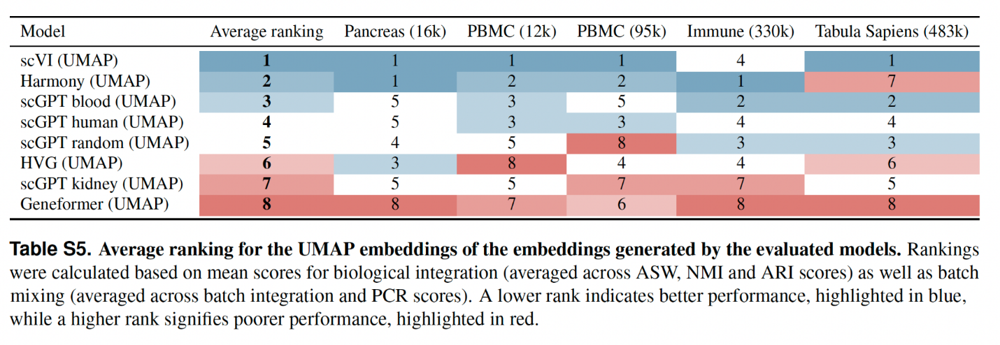 Model Average ranking Pancreas (16k) PBMC (12k) PBMC (95k) Immune (330k) Tabula Sapiens (483k)
scVI (UMAP) 1 1 1 1 4 1
Harmony (UMAP) 2 1 2 2 1 7
scGPT blood (UMAP) 3 5 3 5 2 2
scGPT human (UMAP) 4 5 3 3 4 4
scGPT random (UMAP) 5 4 5 8 3 3
HVG (UMAP) 6 3 8 4 4 6
scGPT kidney (UMAP) 7 5 5 7 7 5
Geneformer (UMAP) 8 8 7 6 8 8
Table S5. Average ranking for the UMAP embeddings of the embeddings generated by the evaluated models. Rankings
were calculated based on mean scores for biological integration (averaged across ASW, NMI and ARI scores) as well as batch
mixing (averaged across batch integration and PCR scores). A lower rank indicates better performance, highlighted in blue,
while a higher rank signifies poorer performance, highlighted in red.